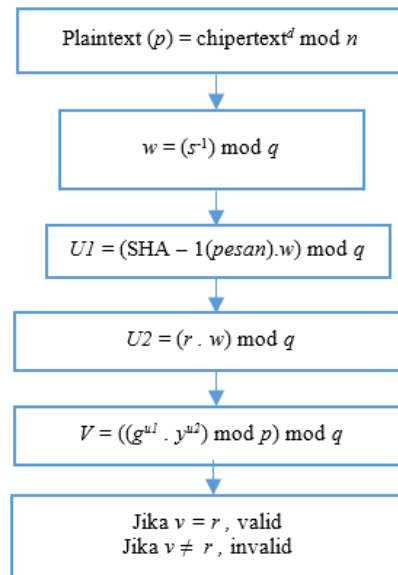 Plaintext (p) = chipertext^d mod n
w = (s^-1) mod q
U1 = (SHA – 1(pesan).w) mod q
U2 = (r . w) mod q
V = ((g^u1 . y^u2) mod p) mod q
Jika v = r , valid
Jika v ≠ r , invalid